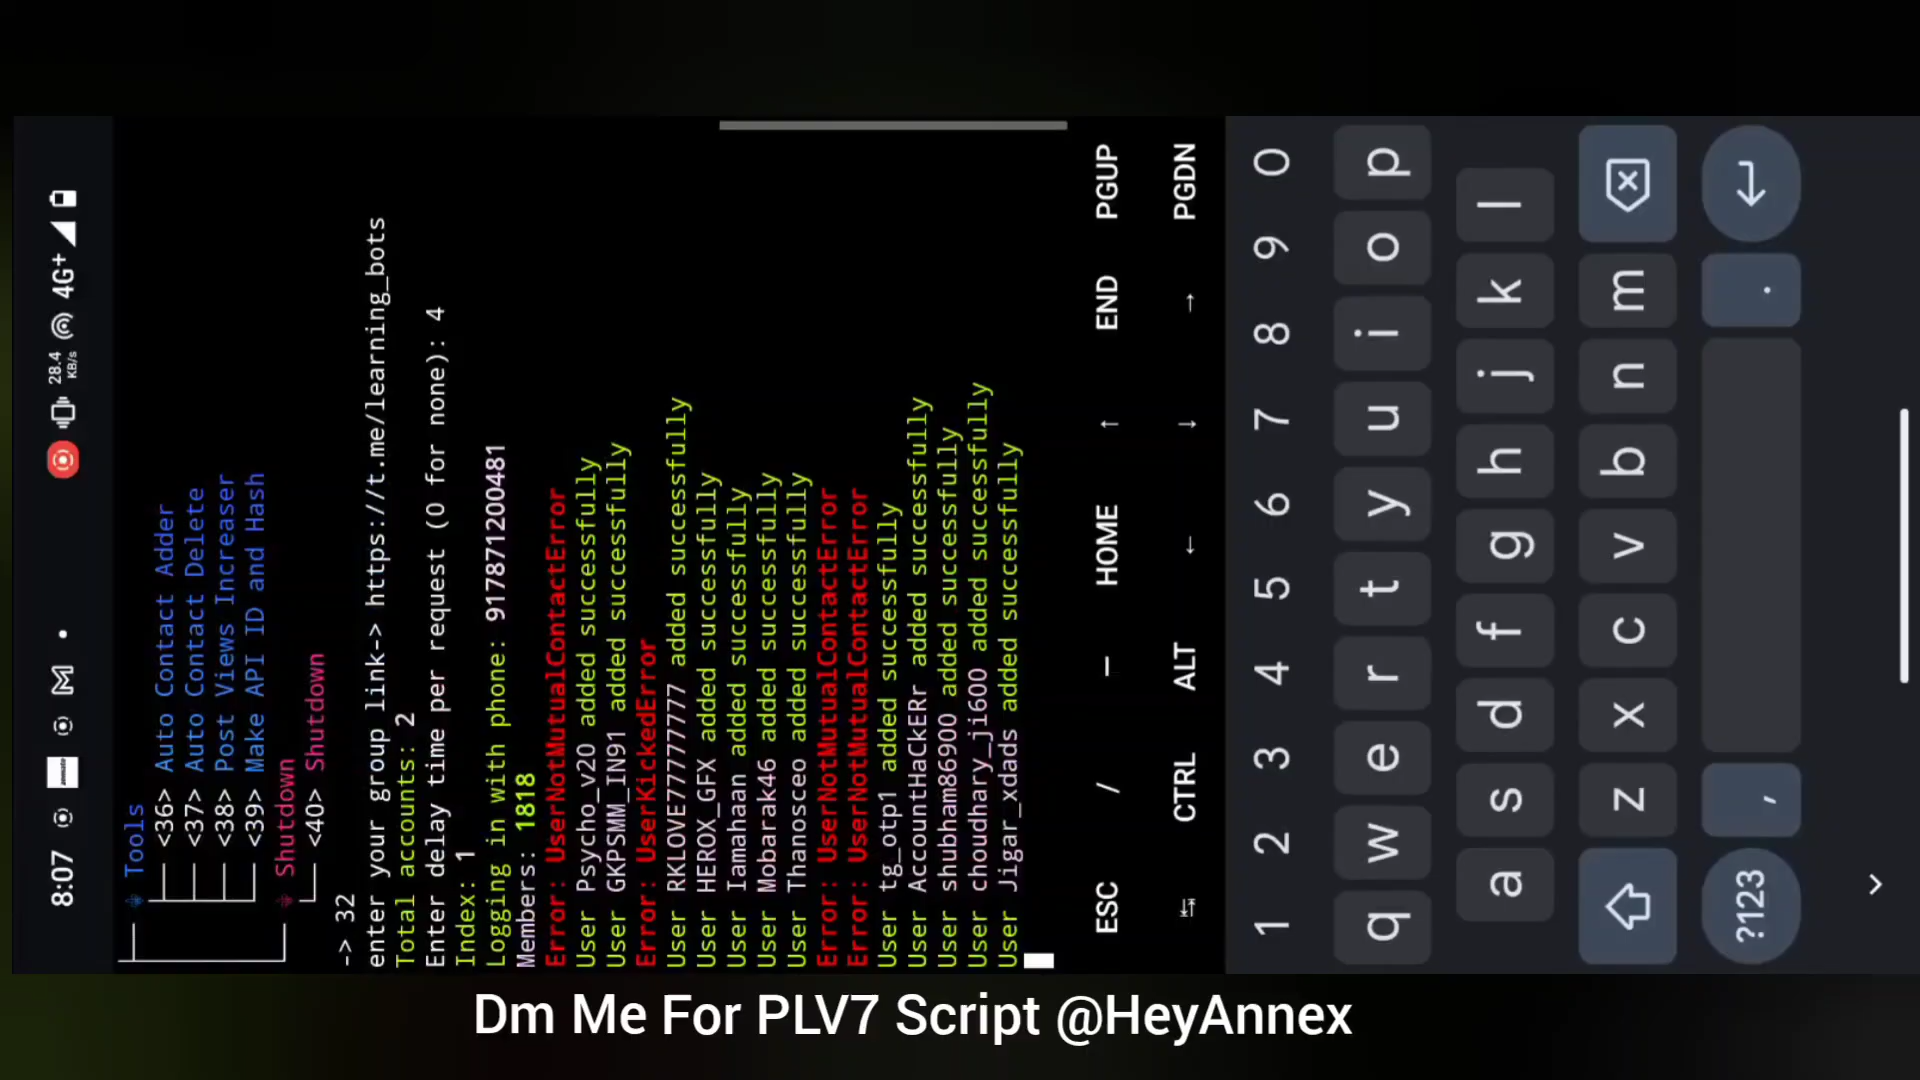 8:07 28.4 KB/s 4G+
Tools
<36> Auto Contact Adder
<37> Auto Contact Delete
<38> Post Views Increaser
<39> Make API ID and Hash
Shutdown
<40> Shutdown
-> 32
enter your group link-> https://t.me/learning_bots
Total accounts: 2
Enter delay time per request (0 for none): 4
Index: 1
Logging in with phone: 917871200481
Members: 1818
Error: UserNotMutualContactError
User Psycho_v20 added successfully
User GKPSMM_IN91 added successfully
Error: UserKickedError
User RKLOVE777777777 added successfully
User HEROX_GFX added successfully
User Iamahaan added successfully
User Mobarak46 added successfully
User Thanosceo added successfully
Error: UserNotMutualContactError
Error: UserNotMutualContactError
User tg_otp1 added successfully
User AccountHaCkERr added successfully
User shubham86900 added successfully
User choudhary_ji600 added successfully
User Jigar_xdads added successfully
ESC / — HOME ↑ END PGUP
↹ CTRL ALT ← ↓ → PGDN
1 2 3 4 5 6 7 8 9 0
q w e r t y u i o p
a s d f g h j k l
z x c v b n m
?123 , .
Dm Me For PLV7 Script @HeyAnnex